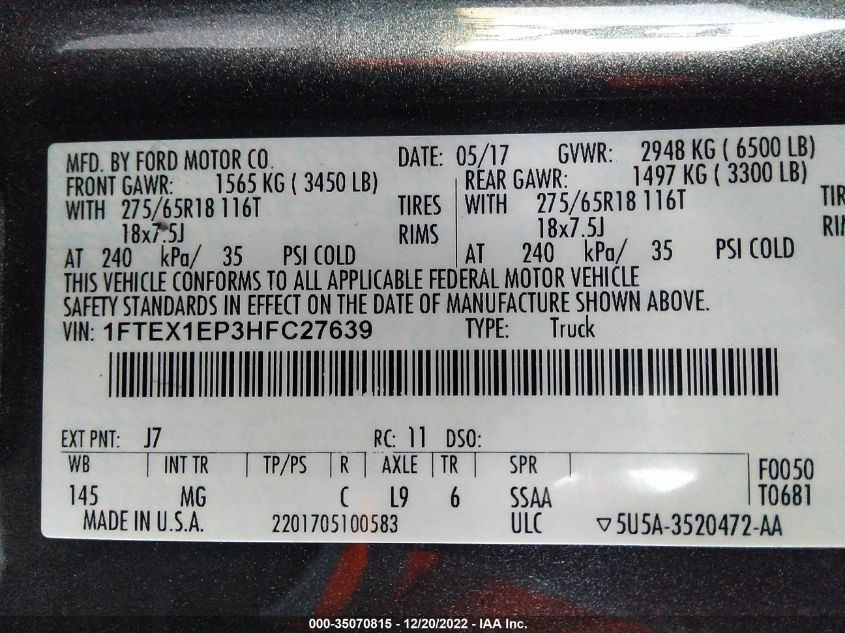 MFD. BY FORD MOTOR CO. DATE: 05/17 GVWR: 2948 KG ( 6500 LB)
FRONT GAWR: 1565 KG ( 3450 LB) REAR GAWR: 1497 KG ( 3300 LB)
WITH 275/65R18 116T TIRES WITH 275/65R18 116T
18x7.5J RIMS 18x7.5J
AT 240 kPa/ 35 PSI COLD AT 240 kPa/ 35 PSI COLD
THIS VEHICLE CONFORMS TO ALL APPLICABLE FEDERAL MOTOR VEHICLE
SAFETY STANDARDS IN EFFECT ON THE DATE OF MANUFACTURE SHOWN ABOVE.
VIN: 1FTEX1EP3HFC27639 TYPE: Truck
EXT PNT: J7 RC: 11 DSO:
WB INT TR TP/PS R AXLE TR SPR F0050
145 MG C L9 6 SSAA T0681
MADE IN U.S.A. 2201705100583 ULC ▽5U5A-3520472-AA
000-35070815 - 12/20/2022 - IAA Inc.